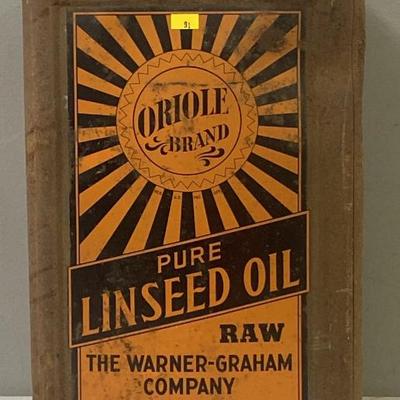 ORIOLE
BRAND
PURE
LINSEED OIL
RAW
THE WARNER-GRAHAM
COMPANY